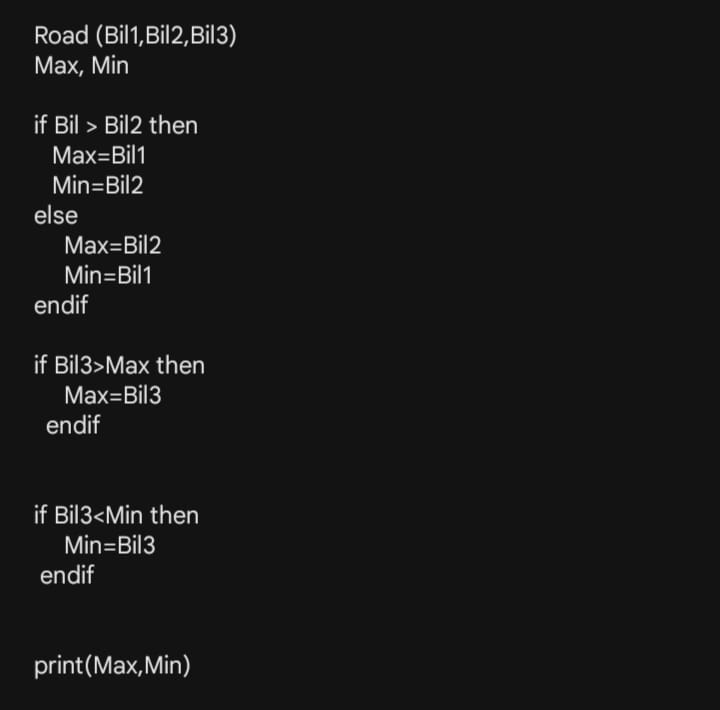 Road (Bil1,Bil2,Bil3)
Max, Min
if Bil > Bil2 then
Max=Bil1
Min=Bil2
else
Max=Bil2
Min=Bil1
endif
if Bil3>Max then
Max=Bil3
endif
if Bil3<Min then
Min=Bil3
endif
print(Max,Min)